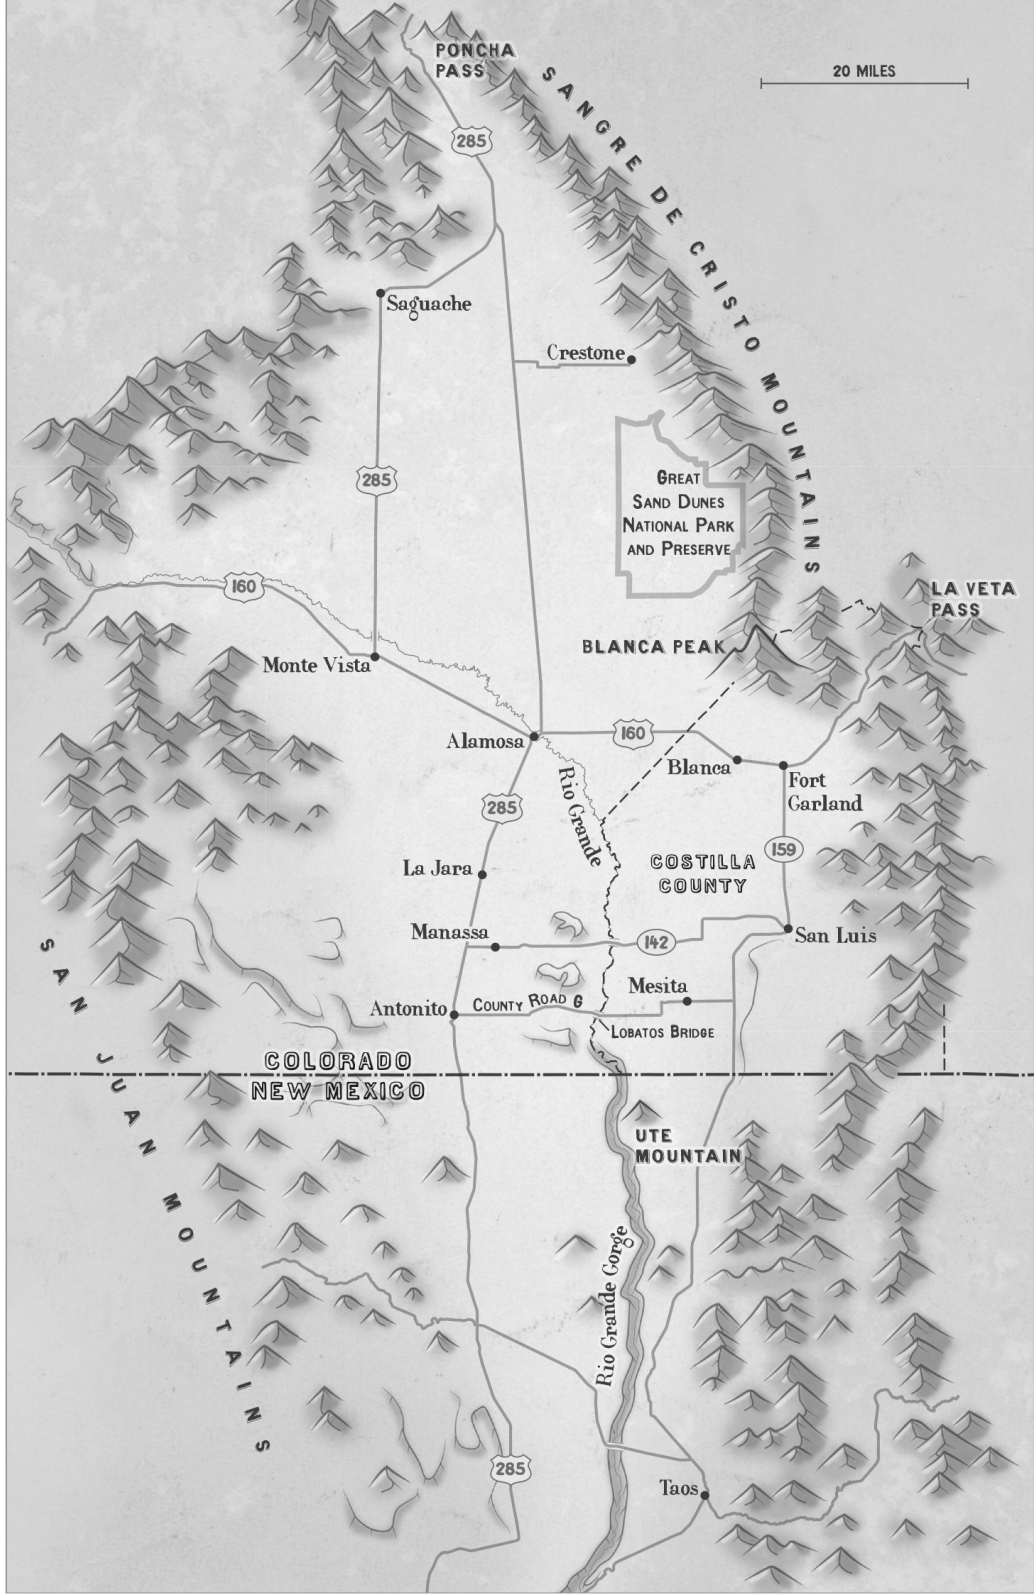 PONCHA
PASS
20 MILES
SANGRE DE CRISTO MOUNTAINS
285
Saguache
Crestone
285
GREAT
SAND DUNES
NATIONAL PARK
AND PRESERVE
160
LA VETA
PASS
BLANCA PEAK
Monte Vista
Alamosa
160
Blanca
Fort
Garland
285
Rio Grande
159
La Jara
COSTILLA
COUNTY
Manassa
142
San Luis
Mesita
Antonito
COUNTY ROAD G
LOBATOS BRIDGE
SAN JUAN MOUNTAINS
COLORADO
NEW MEXICO
UTE
MOUNTAIN
Rio Grande Gorge
285
Taos